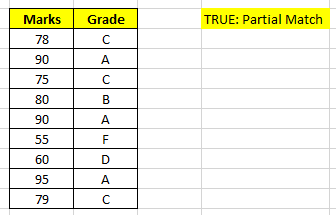 Marks Grade TRUE: Partial Match
78 C
90 A
75 C
80 B
90 A
55 F
60 D
95 A
79 C